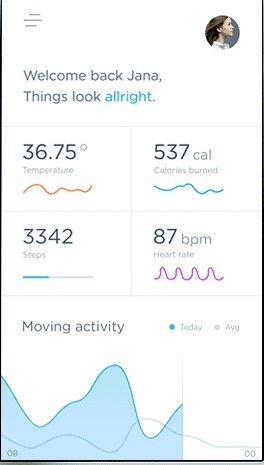 Welcome back Jana,
Things look allright.
36.75°
Temperature
537 cal
Calories burned
3342
Steps
87 bpm
Heart rate
Moving activity
Today
Avg
08
00